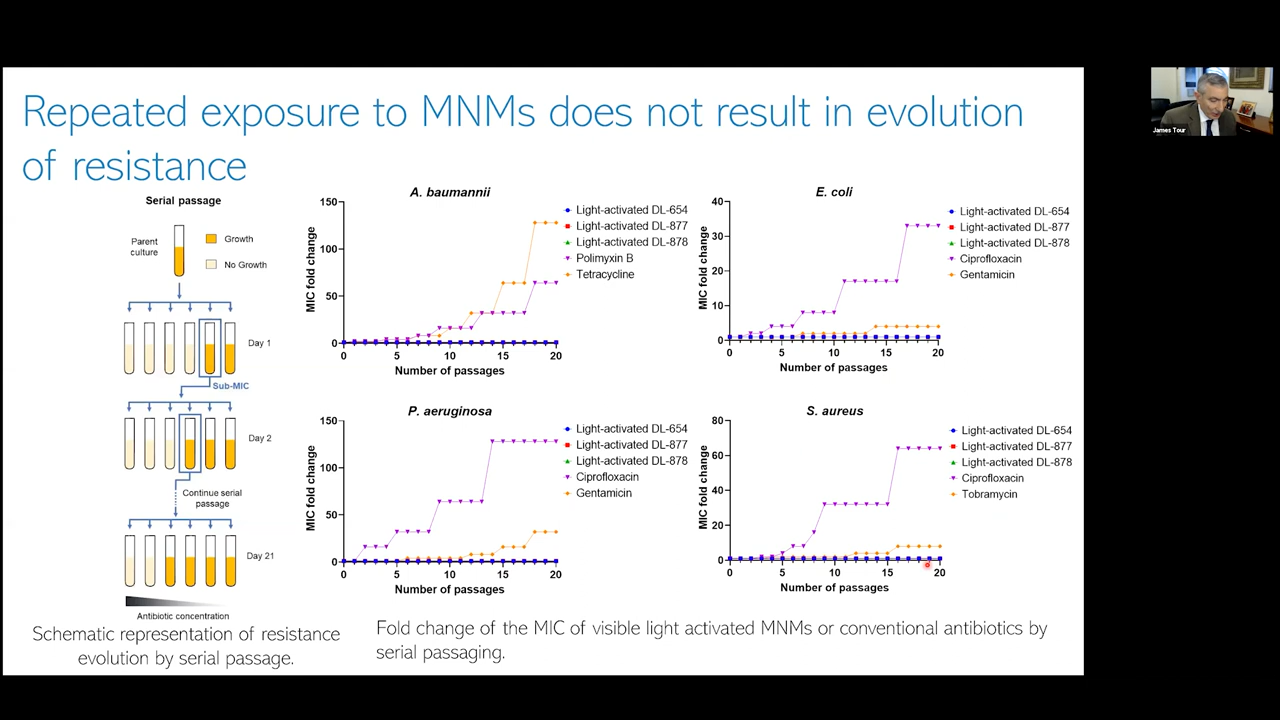 Repeated exposure to MNMs does not result in evolution
of resistance
Serial passage
Parent
culture
Growth
No Growth
Day 1
Sub-MIC
Day 2
Continue serial
passage
Day 21
Antibiotic concentration
Schematic representation of resistance
evolution by serial passage.
A. baumannii
MIC fold change
150
100
50
0
0 5 10 15 20
Number of passages
Light-activated DL-654
Light-activated DL-877
Light-activated DL-878
Polimyxin B
Tetracycline
E. coli
MIC fold change
40
30
20
10
0
0 5 10 15 20
Number of passages
Light-activated DL-654
Light-activated DL-877
Light-activated DL-878
Ciprofloxacin
Gentamicin
P. aeruginosa
MIC fold change
150
100
50
0
0 5 10 15 20
Number of passages
Light-activated DL-654
Light-activated DL-877
Light-activated DL-878
Ciprofloxacin
Gentamicin
S. aureus
MIC fold change
80
60
40
20
0
0 5 10 15 20
Number of passages
Light-activated DL-654
Light-activated DL-877
Light-activated DL-878
Ciprofloxacin
Tobramycin
Fold change of the MIC of visible light activated MNMs or conventional antibiotics by
serial passaging.
James Tour